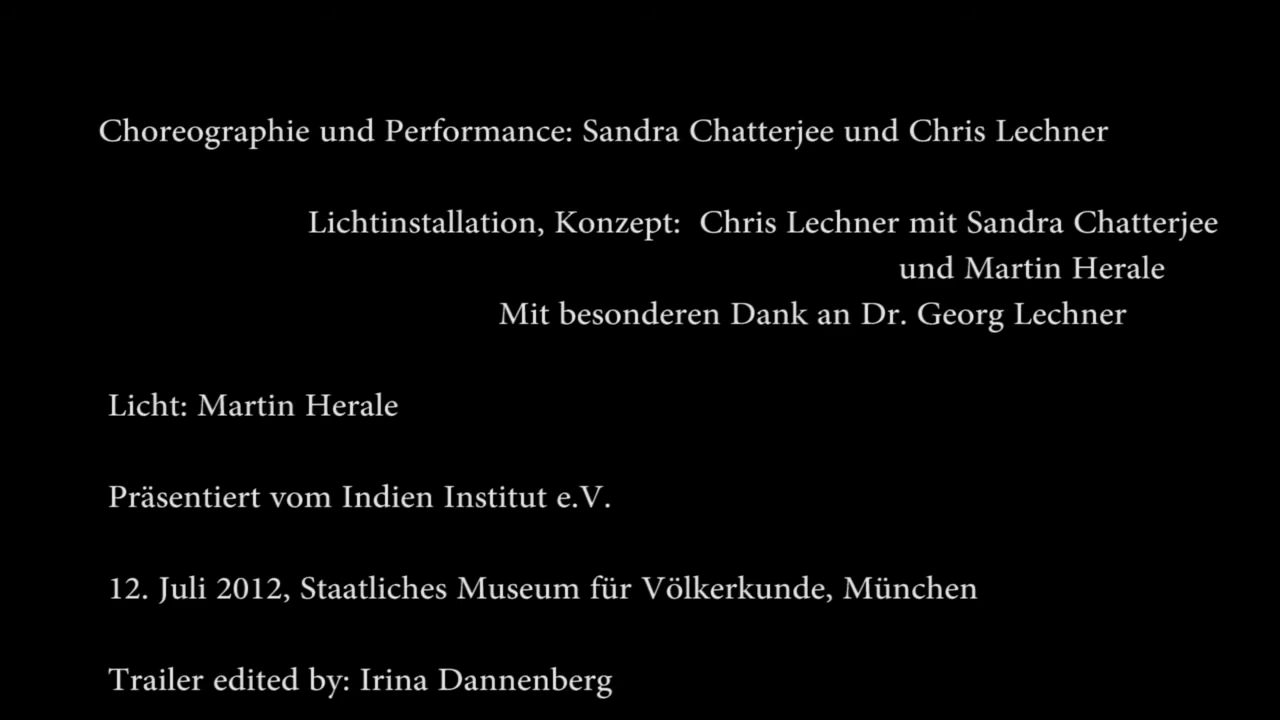 Choreographie und Performance: Sandra Chatterjee und Chris Lechner
Lichtinstallation, Konzept: Chris Lechner mit Sandra Chatterjee
und Martin Herale
Mit besonderen Dank an Dr. Georg Lechner
Licht: Martin Herale
Präsentiert vom Indien Institut e.V.
12. Juli 2012, Staatliches Museum für Völkerkunde, München
Trailer edited by: Irina Dannenberg